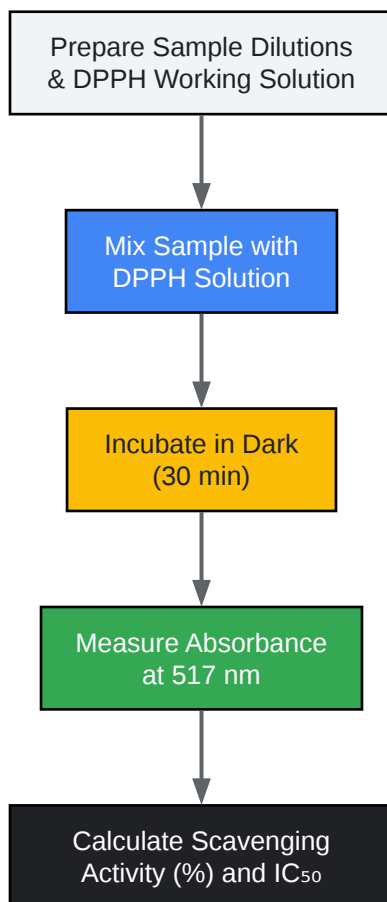 Prepare Sample Dilutions
& DPPH Working Solution
Mix Sample with
DPPH Solution
Incubate in Dark
(30 min)
Measure Absorbance
at 517 nm
Calculate Scavenging
Activity (%) and IC₅₀